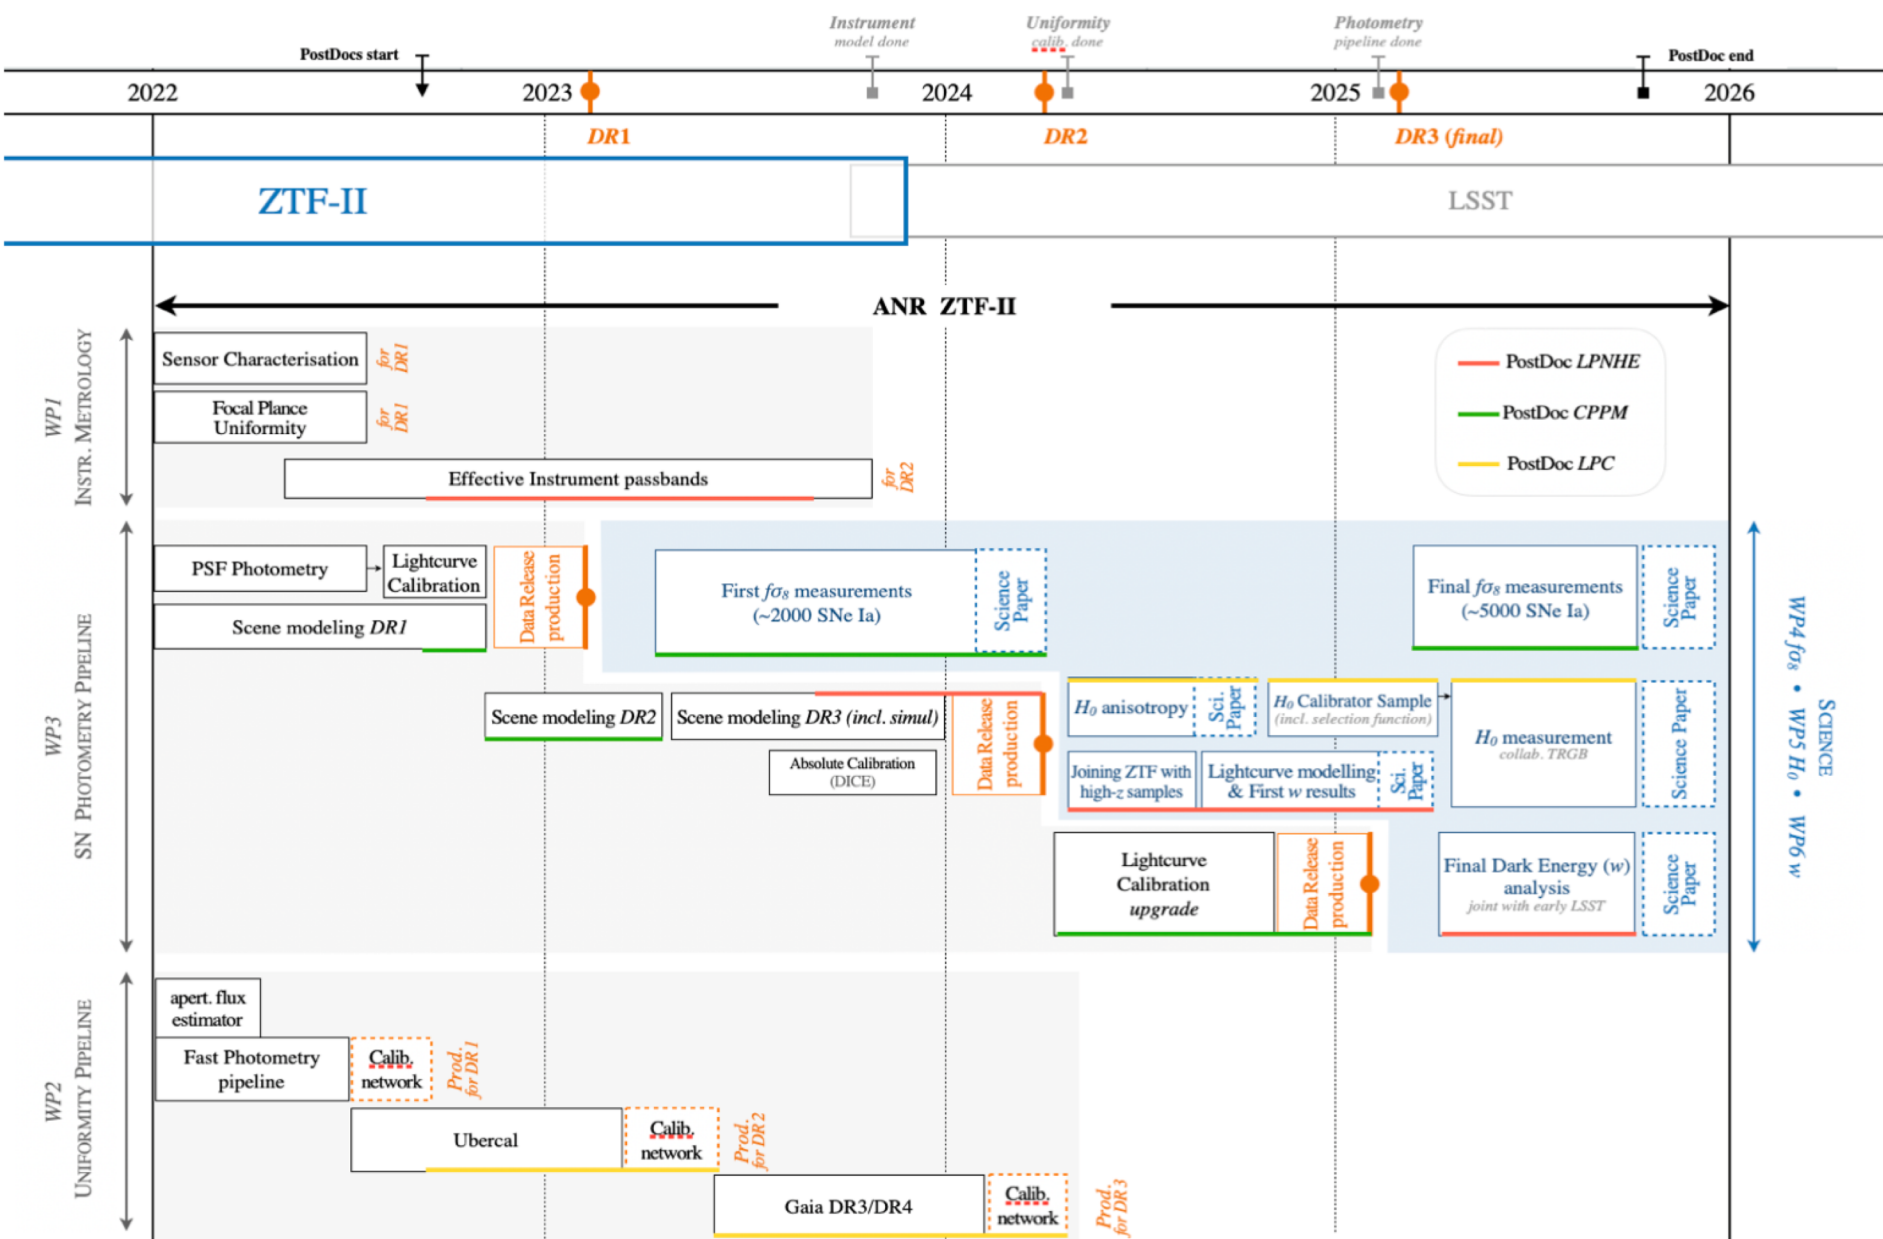 Instrument
model done
Uniformity
calib. done
Photometry
pipeline done
PostDocs start
PostDoc end
2022
2023
2024
2025
2026
DR1
DR2
DR3 (final)
ZTF-II
LSST
ANR ZTF-II
WP1
INSTR. METROLOGY
Sensor Characterisation
for
DR1
Focal Plance
Uniformity
for
DR1
Effective Instrument passbands
for
DR2
PostDoc LPNHE
PostDoc CPPM
PostDoc LPC
WP3
SN PHOTOMETRY PIPELINE
PSF Photometry
Lightcurve
Calibration
Scene modeling DR1
Data Release
production
First fσ₈ measurements
(~2000 SNe Ia)
Science
Paper
Final fσ₈ measurements
(~5000 SNe Ia)
Science
Paper
Scene modeling DR2
Scene modeling DR3 (incl. simul)
Absolute Calibration
(DICE)
Data Release
production
H₀ anisotropy
Sci.
Paper
H₀ Calibrator Sample
(incl. selection function)
H₀ measurement
collab. TRGB
Science Paper
Joining ZTF with
high-z samples
Lightcurve modelling
& First w results
Sci.
Paper
Lightcurve
Calibration
upgrade
Data Release
production
Final Dark Energy (w)
analysis
joint with early LSST
Science
Paper
SCIENCE
WP4 fσ₈ • WP5 H₀ • WP6 w
WP2
UNIFORMITY PIPELINE
apert. flux
estimator
Fast Photometry
pipeline
Calib.
network
Prod.
for DR1
Ubercal
Calib.
network
Prod.
for DR2
Gaia DR3/DR4
Calib.
network
Prod.
for DR3